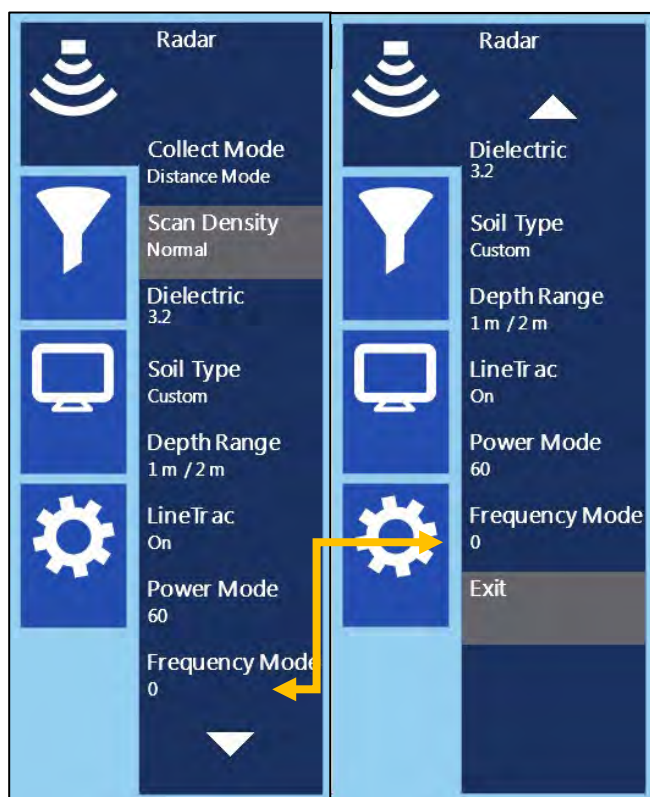 Radar
Collect Mode
Distance Mode
Scan Density
Normal
Dielectric
3.2
Soil Type
Custom
Depth Range
1 m / 2 m
LineTrac
On
Power Mode
60
Frequency Mode
0
Radar
Dielectric
3.2
Soil Type
Custom
Depth Range
1 m / 2 m
LineTrac
On
Power Mode
60
Frequency Mode
0
Exit